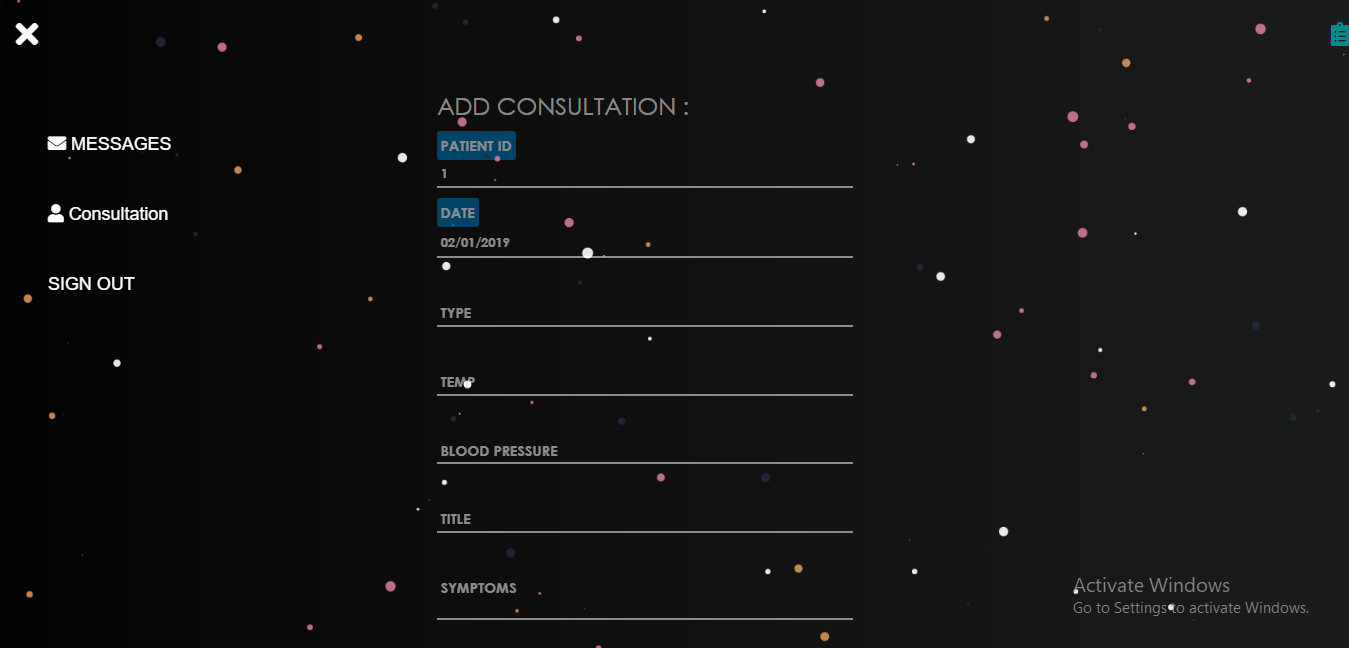 MESSAGES
Consultation
SIGN OUT
ADD CONSULTATION :
PATIENT ID
1
DATE
02/01/2019
TYPE
TEMP
BLOOD PRESSURE
TITLE
SYMPTOMS
Activate Windows
Go to Settings to activate Windows.